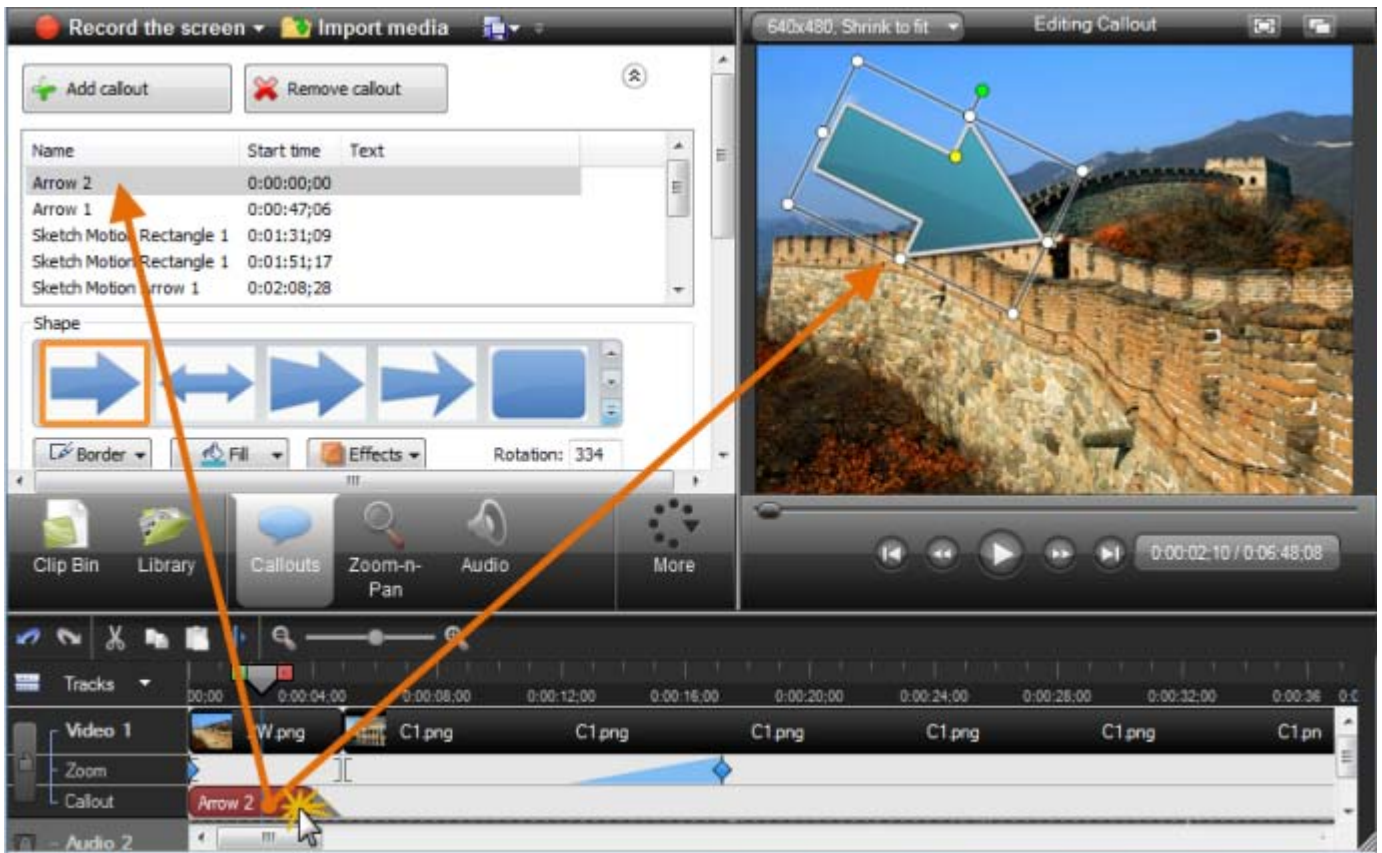 Record the screen Import media
640x480, Shrink to fit Editing Callout
Add callout Remove callout
Name Start time Text
Arrow 2 0:00:00;00
Arrow 1 0:00:47;06
Sketch Motion Rectangle 1 0:01:31;09
Sketch Motion Rectangle 1 0:01:51;17
Sketch Motion Arrow 1 0:02:08;28
Shape
Border Fill Effects Rotation: 334
Clip Bin Library Callouts Zoom-n-Pan Audio More
0:00:02;10 / 0:06:48;08
Tracks
00;00 0:00:04;00 0:00:08;00 0:00:12;00 0:00:16;00 0:00:20;00 0:00:24;00 0:00:28;00 0:00:32;00 0:00:36
Video 1 W.png C1.png C1.png C1.png C1.png C1.png C1.pn
Zoom
Callout Arrow 2
Audio 2